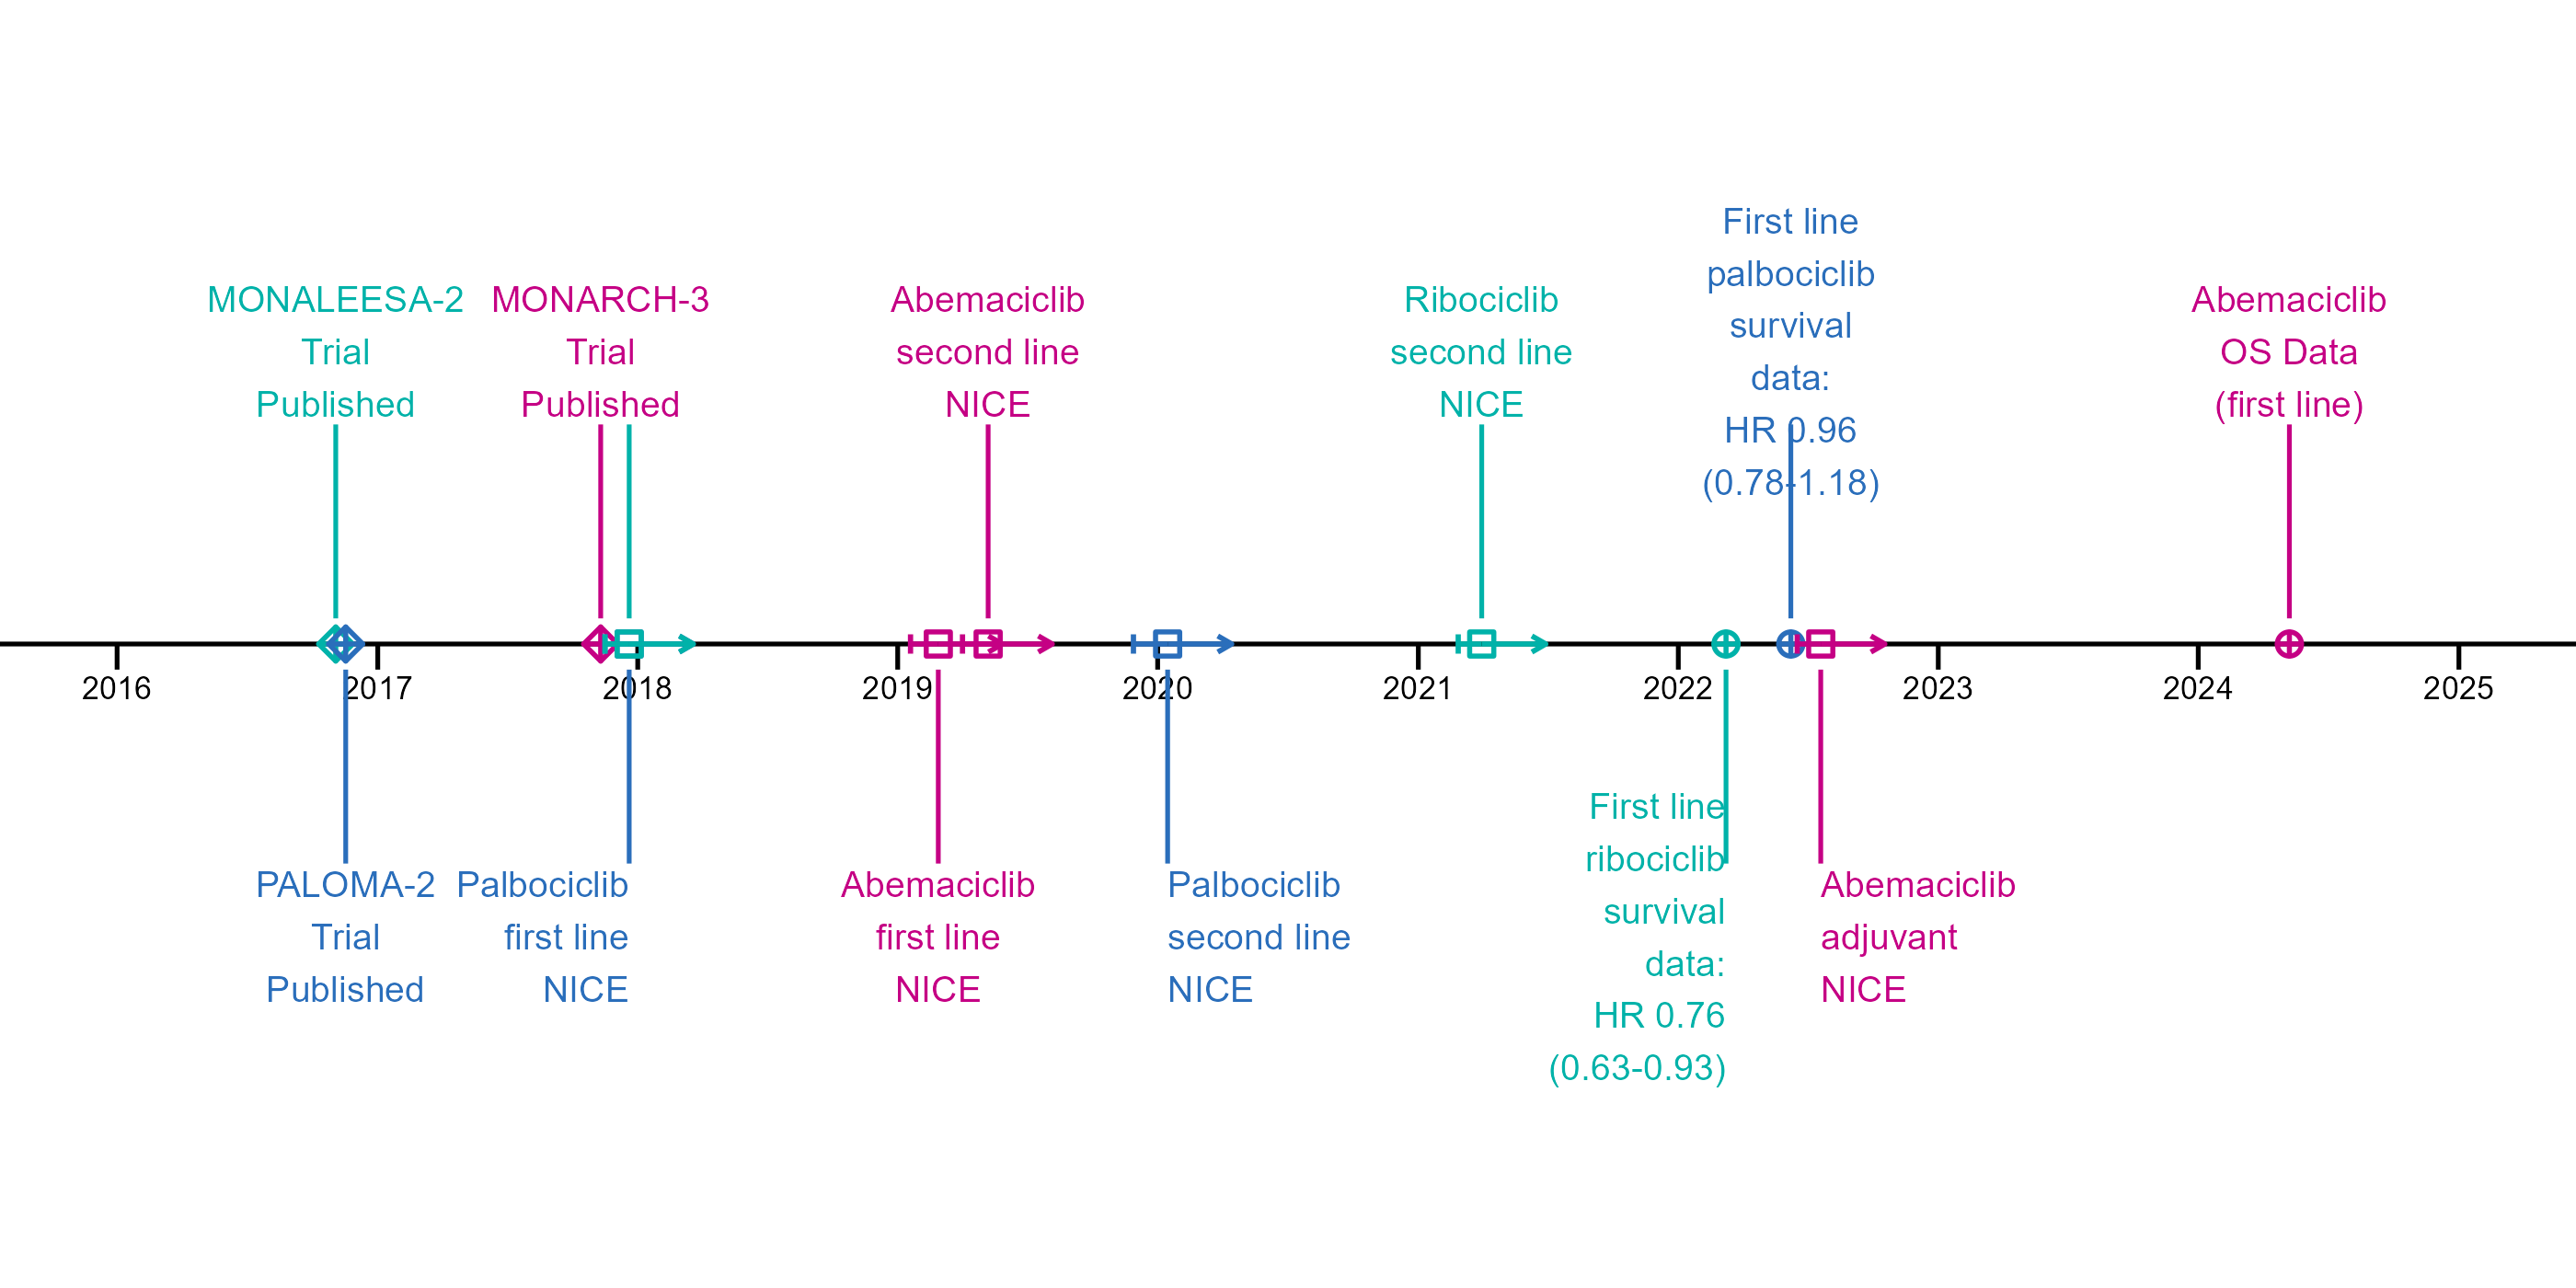 First line
palbociclib
survival
data:
HR 0.96
(0.78-1.18)
MONALEESA-2
Trial
Published
MONARCH-3
Trial
Published
Abemaciclib
second line
NICE
Ribociclib
second line
NICE
Abemaciclib
OS Data
(first line)
2016
2017
2018
2019
2020
2021
2022
2023
2024
2025
PALOMA-2
Trial
Published
Palbociclib
first line
NICE
Abemaciclib
first line
NICE
Palbociclib
second line
NICE
First line
ribociclib
survival
data:
HR 0.76
(0.63-0.93)
Abemaciclib
adjuvant
NICE